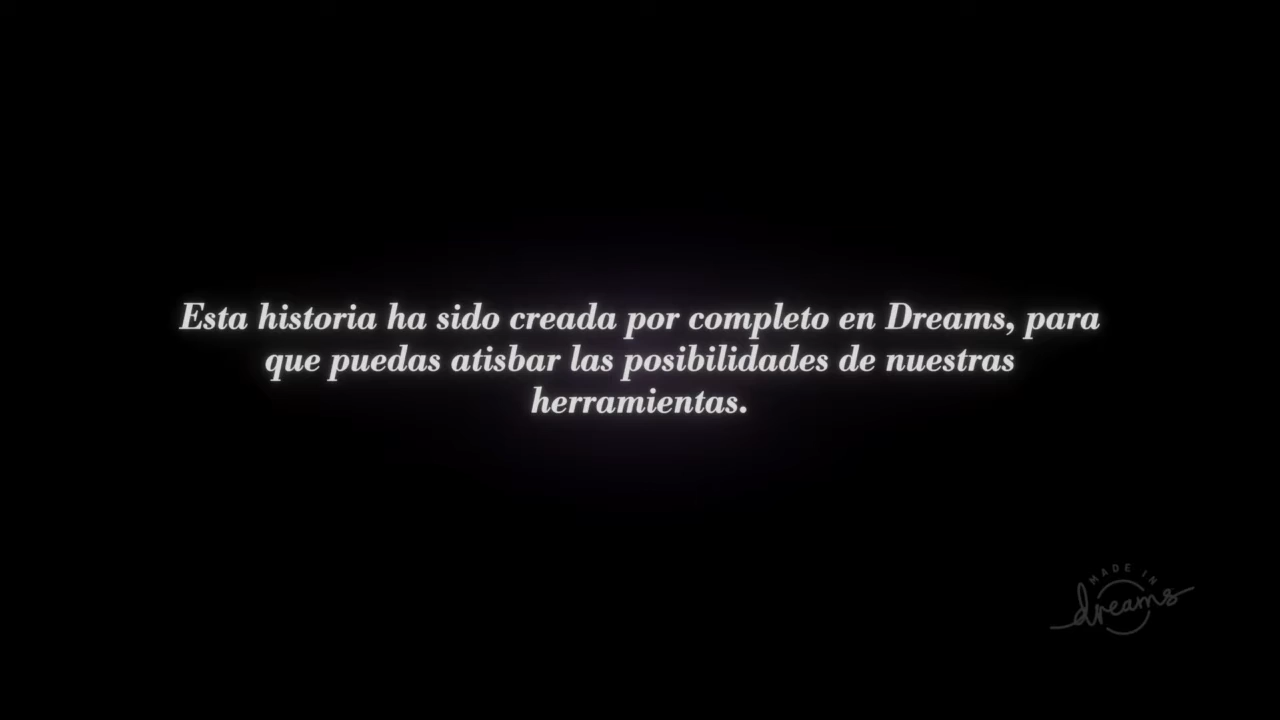 Esta historia ha sido creada por completo en Dreams, para
que puedas atisbar las posibilidades de nuestras
herramientas.
MADE IN
dreams